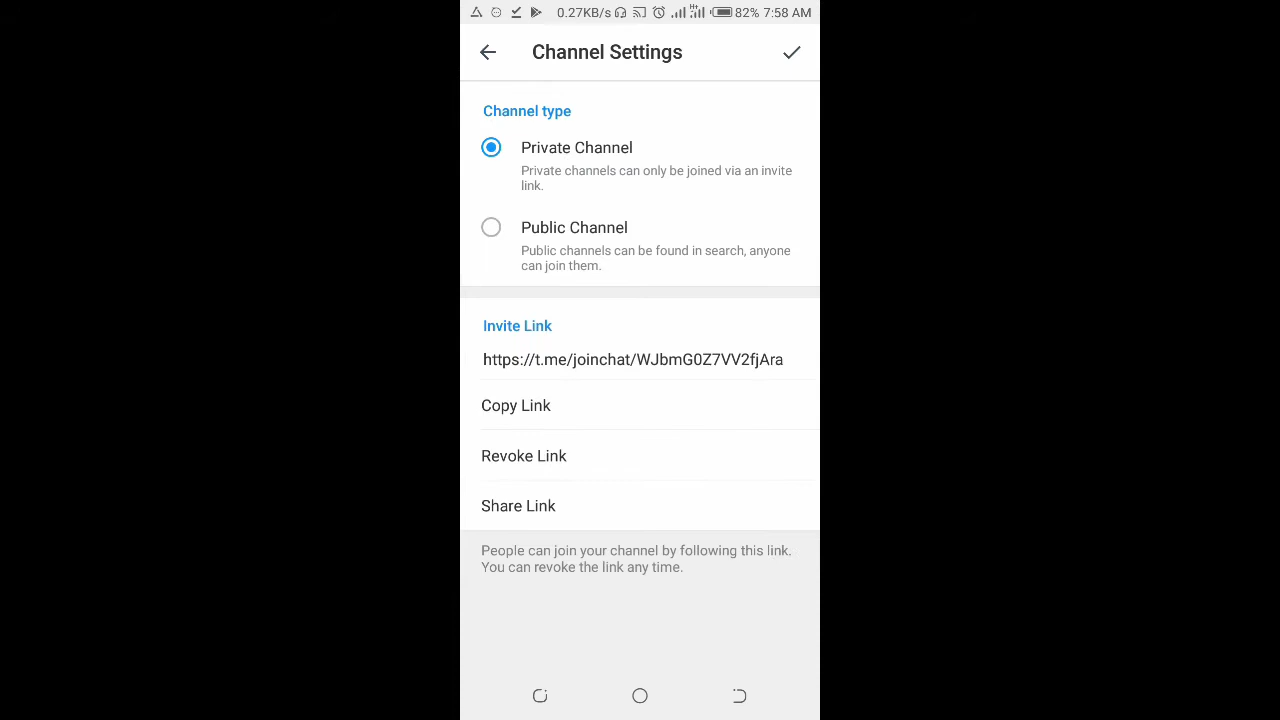 0.27KB/s H+ 82% 7:58 AM
Channel Settings
Channel type
Private Channel
Private channels can only be joined via an invite
link.
Public Channel
Public channels can be found in search, anyone
can join them.
Invite Link
https://t.me/joinchat/WJbmG0Z7VV2fjAra
Copy Link
Revoke Link
Share Link
People can join your channel by following this link.
You can revoke the link any time.